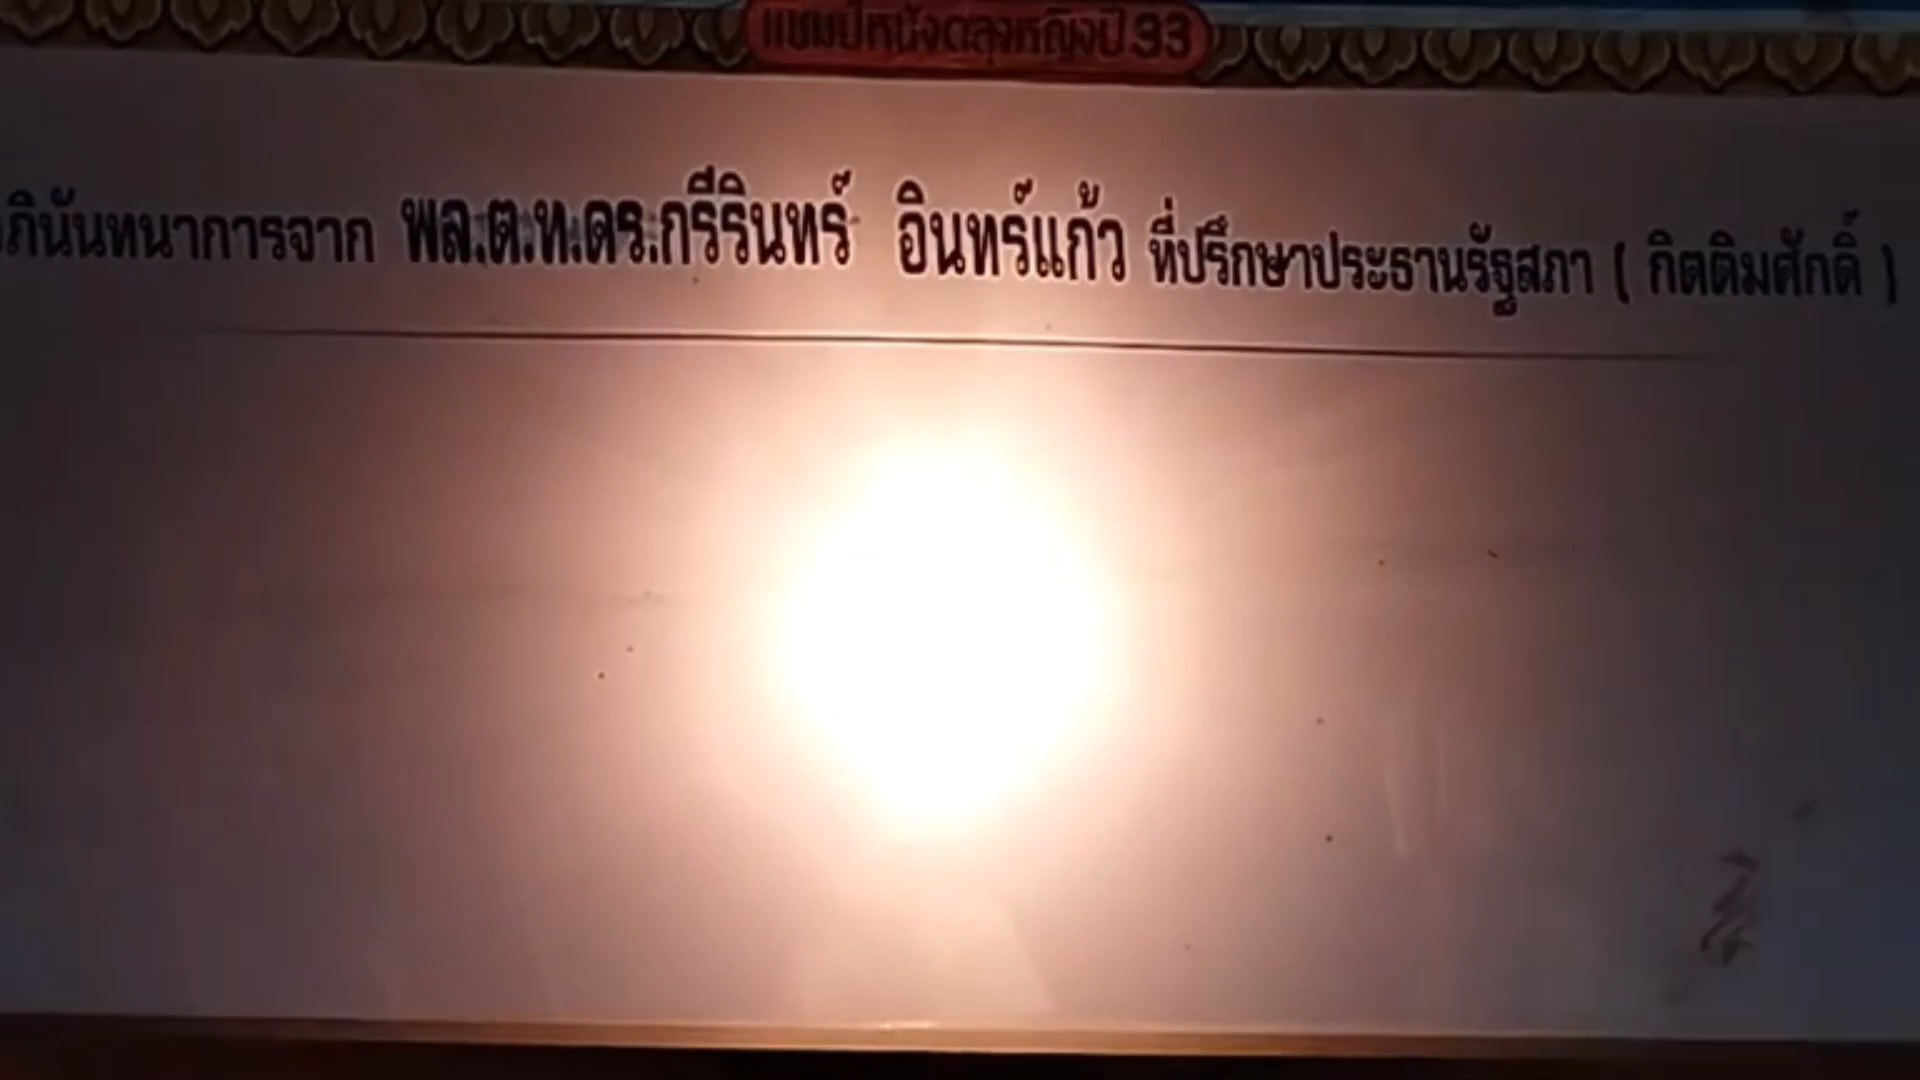 แชมป์หนังตะลุงหญิงปี 33
อภินันทนาการจาก พล.ต.ท.ดร.กรีรินทร์ อินทร์แก้ว ที่ปรึกษาประธานรัฐสภา ( กิตติมศักดิ์ )